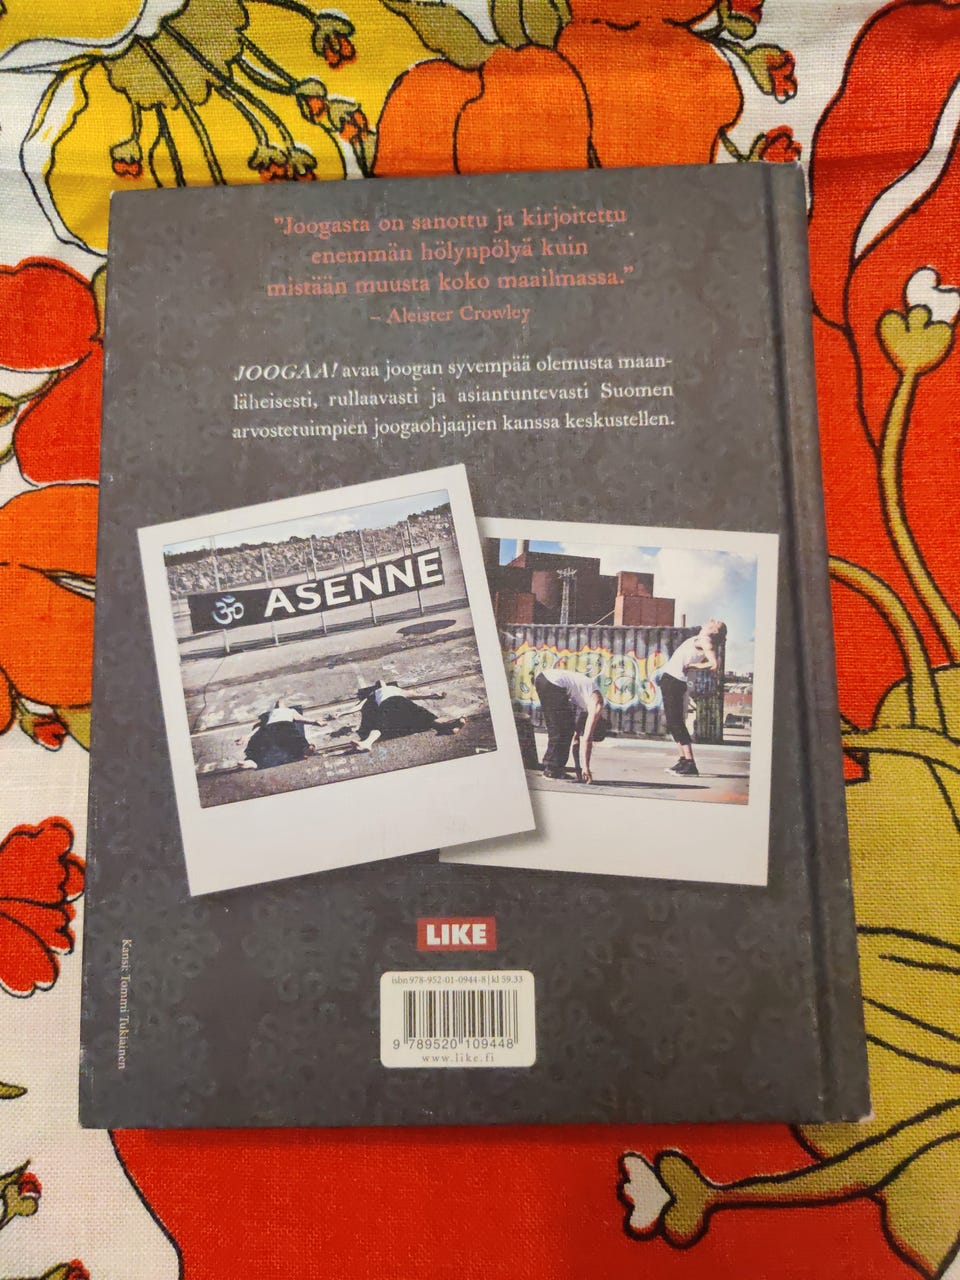 ”Joogasta on sanottu ja kirjoitettu
enemmän hölynpölyä kuin
mistään muusta koko maailmassa.”
– Aleister Crowley
JOOGAA! avaa joogan syvempää olemusta maan-
läheisesti, rullaavasti ja asiantuntevasti Suomen
arvostetuimpien joogaohjaajien kanssa keskustellen.
ॐ ASENNE
LIKE
isbn 978-952-01-0944-8 | kl 59.33
9 789520 109448
www.like.fi
Kansi: Tommi Tukiainen